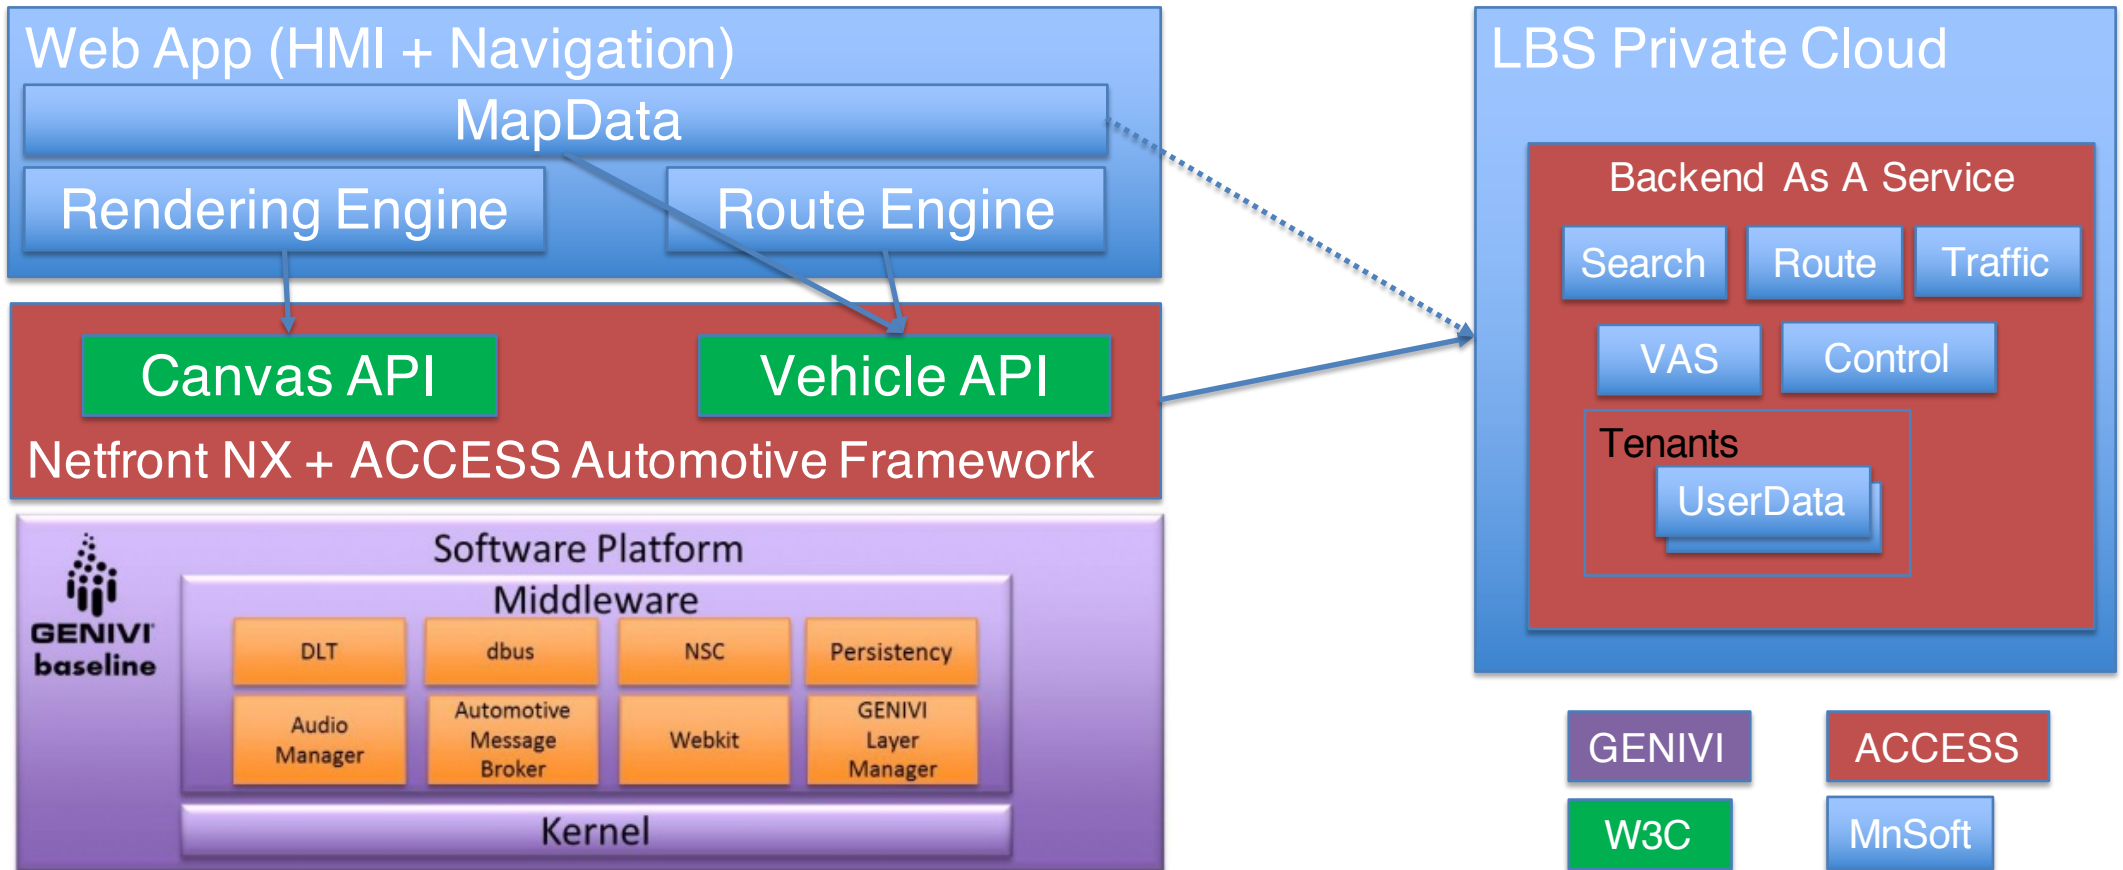 Web App (HMI + Navigation)
MapData
Rendering Engine
Route Engine
Canvas API
Vehicle API
Netfront NX + ACCESS Automotive Framework
GENIVI
baseline
Software Platform
Middleware
DLT
dbus
NSC
Persistency
Audio
Manager
Automotive
Message
Broker
Webkit
GENIVI
Layer
Manager
Kernel
LBS Private Cloud
Backend As A Service
Search
Route
Traffic
VAS
Control
Tenants
UserData
GENIVI
ACCESS
W3C
MnSoft